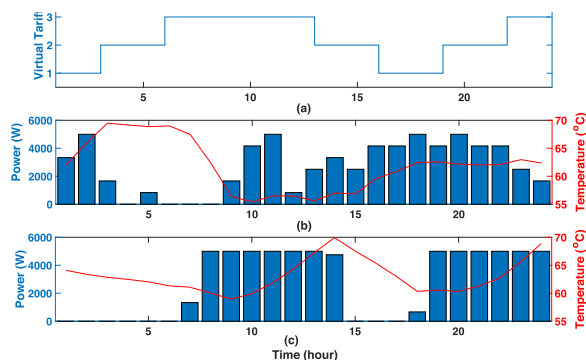 Virtual Tariff
3
2
1
5 10 15 20
(a)
Power (W)
6000
4000
2000
0
70
65
60
55
Temperature (°C)
5 10 15 20
(b)
Power (W)
6000
4000
2000
0
70
65
60
55
Temperature (°C)
5 10 15 20
(c)
Time (hour)